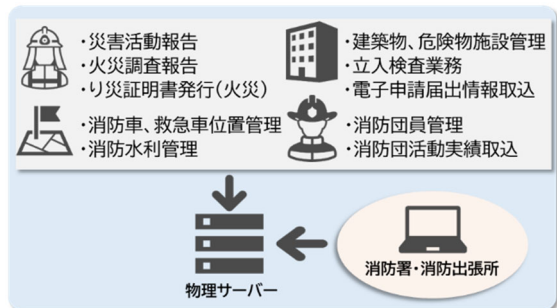 ・災害活動報告
・火災調査報告
・り災証明書発行(火災)
・建築物、危険物施設管理
・立入検査業務
・電子申請届出情報取込
・消防車、救急車位置管理
・消防水利管理
・消防団員管理
・消防団活動実績取込
物理サーバー
消防署・消防出張所